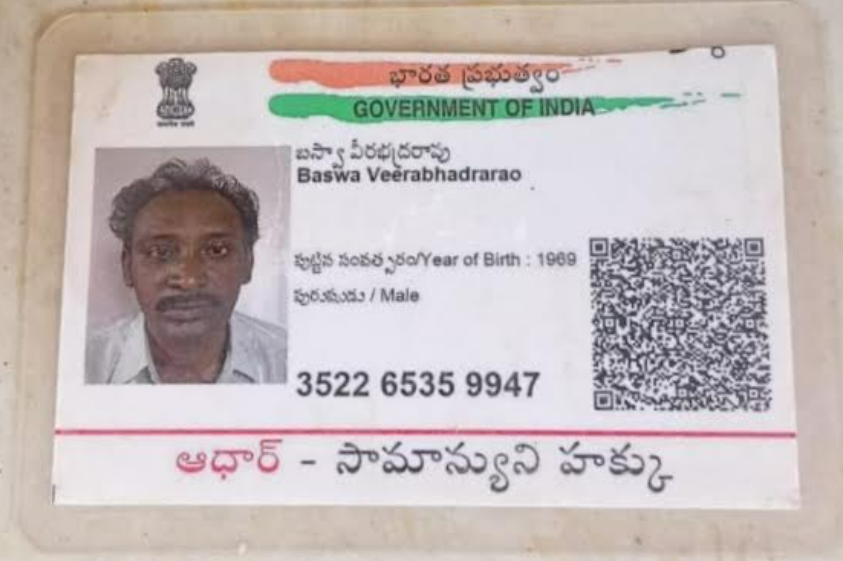 భారత ప్రభుత్వం
GOVERNMENT OF INDIA
బస్వా వీరభద్రరావు
Baswa Veerabhadrarao
పుట్టిన సంవత్సరం/Year of Birth : 1969
పురుషుడు / Male
3522 6535 9947
ఆధార్ - సామాన్యుని హక్కు